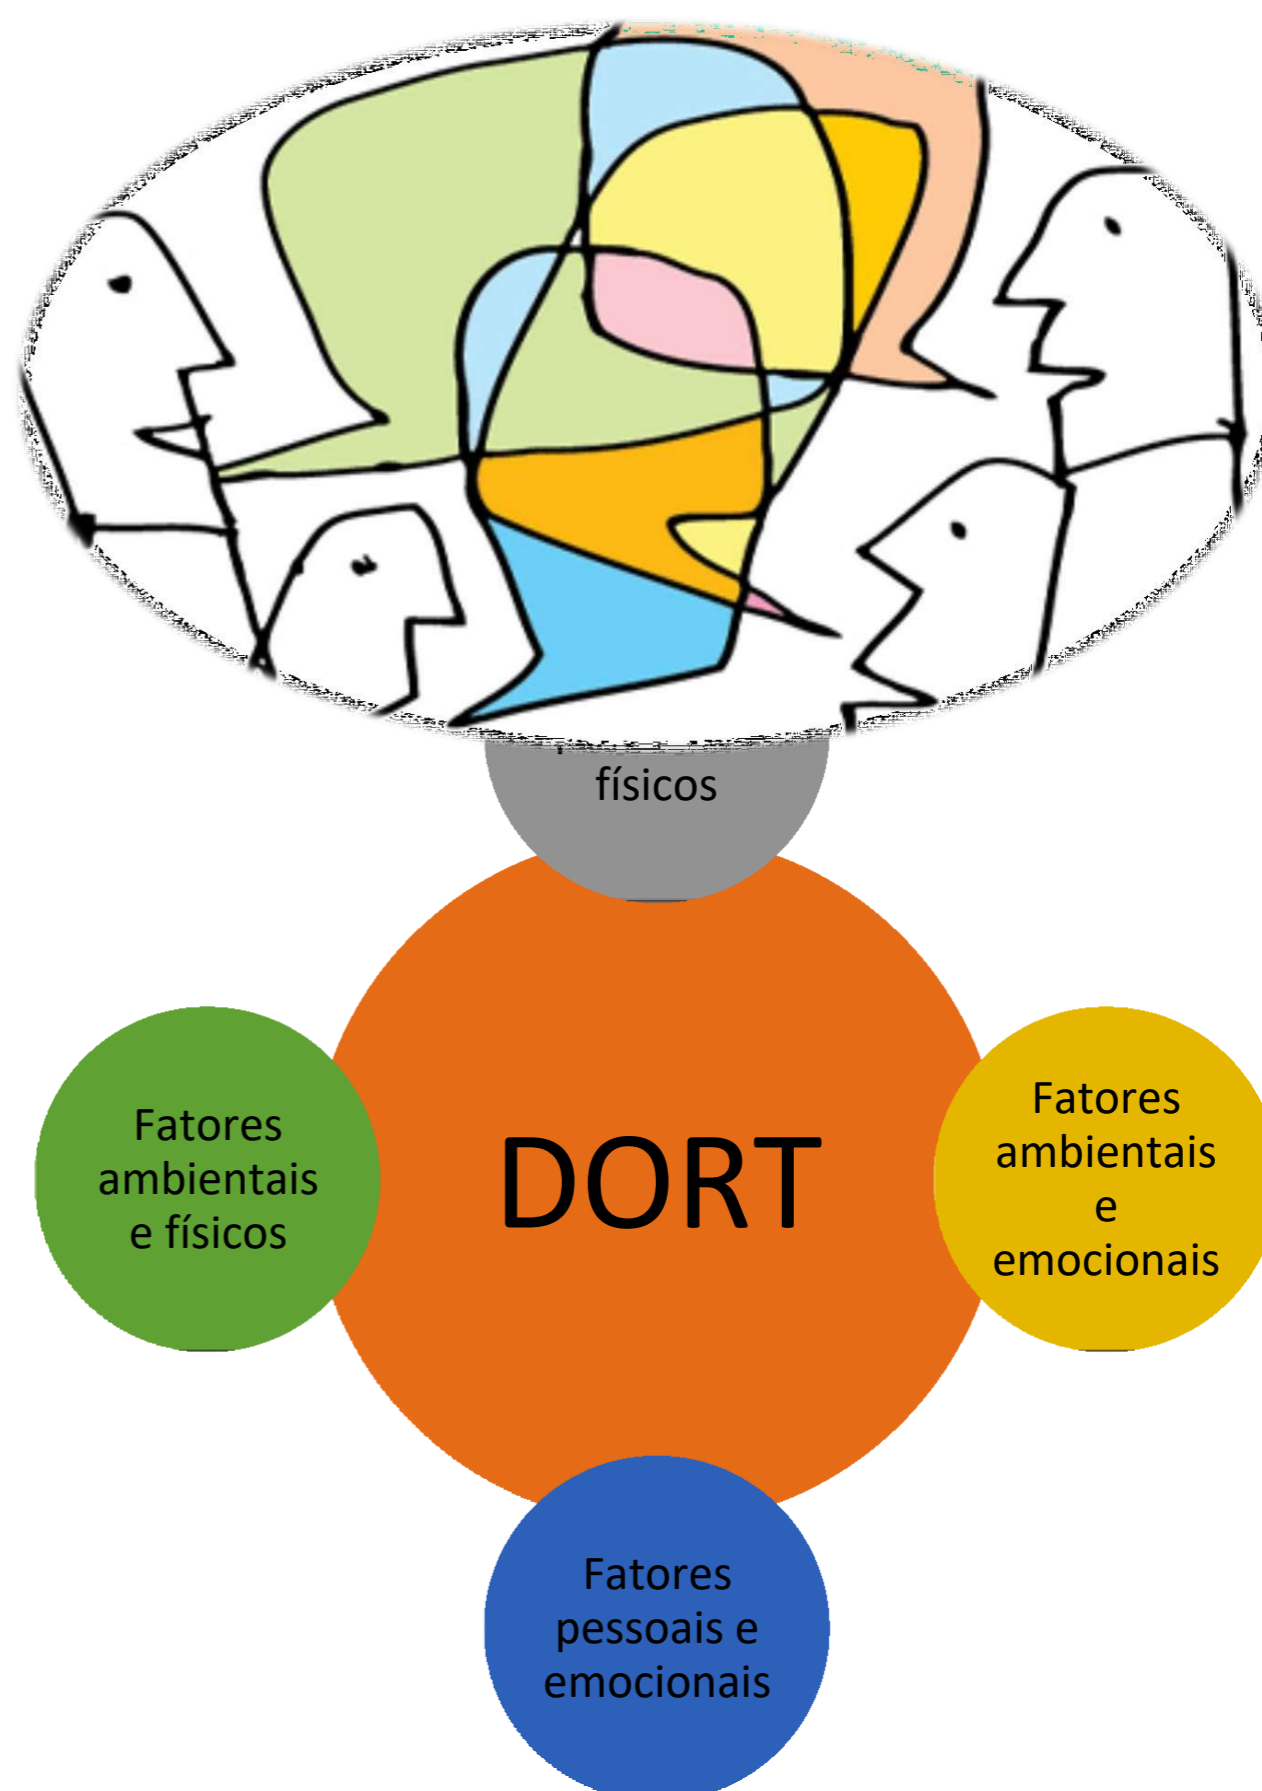 físicos
Fatores
ambientais
e físicos
DORT
Fatores
ambientais
e
emocionais
Fatores
pessoais e
emocionais